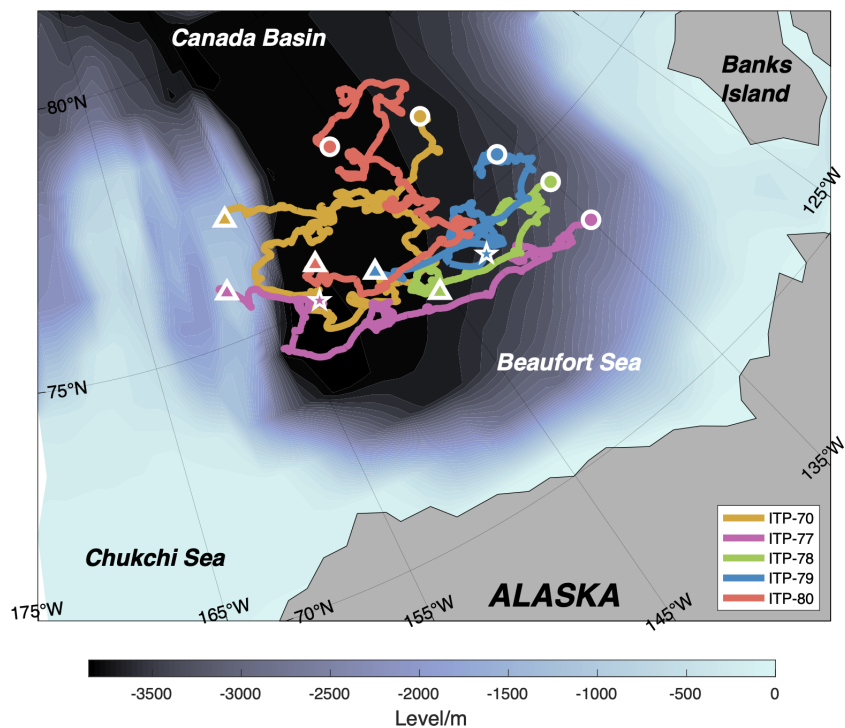 Canada Basin
Banks
Island
80°N
125°W
Beaufort Sea
75°N
135°W
ITP-70
ITP-77
ITP-78
ITP-79
ITP-80
Chukchi Sea
ALASKA
175°W
165°W
70°N
155°W
145°W
-3500 -3000 -2500 -2000 -1500 -1000 -500 0
Level/m